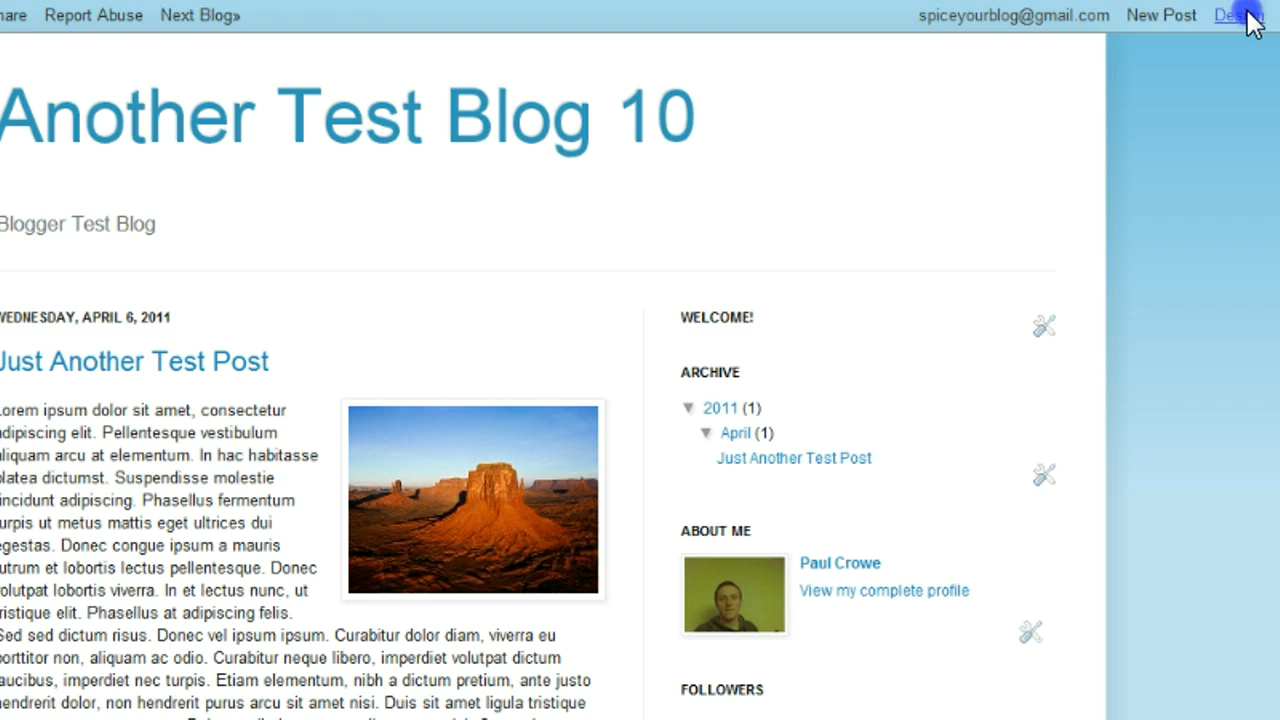 Report Abuse Next Blog» spiceyourblog@gmail.com New Post
Another Test Blog 10
Blogger Test Blog
WEDNESDAY, APRIL 6, 2011
Just Another Test Post
Lorem ipsum dolor sit amet, consectetur
adipiscing elit. Pellentesque vestibulum
aliquam arcu at elementum. In hac habitasse
platea dictumst. Suspendisse molestie
tincidunt adipiscing. Phasellus fermentum
turpis ut metus mattis eget ultrices dui
egestas. Donec congue ipsum a mauris
rutrum et lobortis lectus pellentesque. Donec
volutpat lobortis viverra. In et lectus nunc, ut
tristique elit. Phasellus at adipiscing felis.
Sed sed dictum risus. Donec vel ipsum ipsum. Curabitur dolor diam, viverra eu
porttitor non, aliquam ac odio. Curabitur neque libero, imperdiet volutpat dictum
faucibus, imperdiet nec turpis. Etiam elementum, nibh a dictum pretium, ante justo
hendrerit dolor, non hendrerit purus arcu sit amet nisi. Duis sit amet ligula tristique
WELCOME!
ARCHIVE
▼ 2011 (1)
▼ April (1)
Just Another Test Post
ABOUT ME
Paul Crowe
View my complete profile
FOLLOWERS